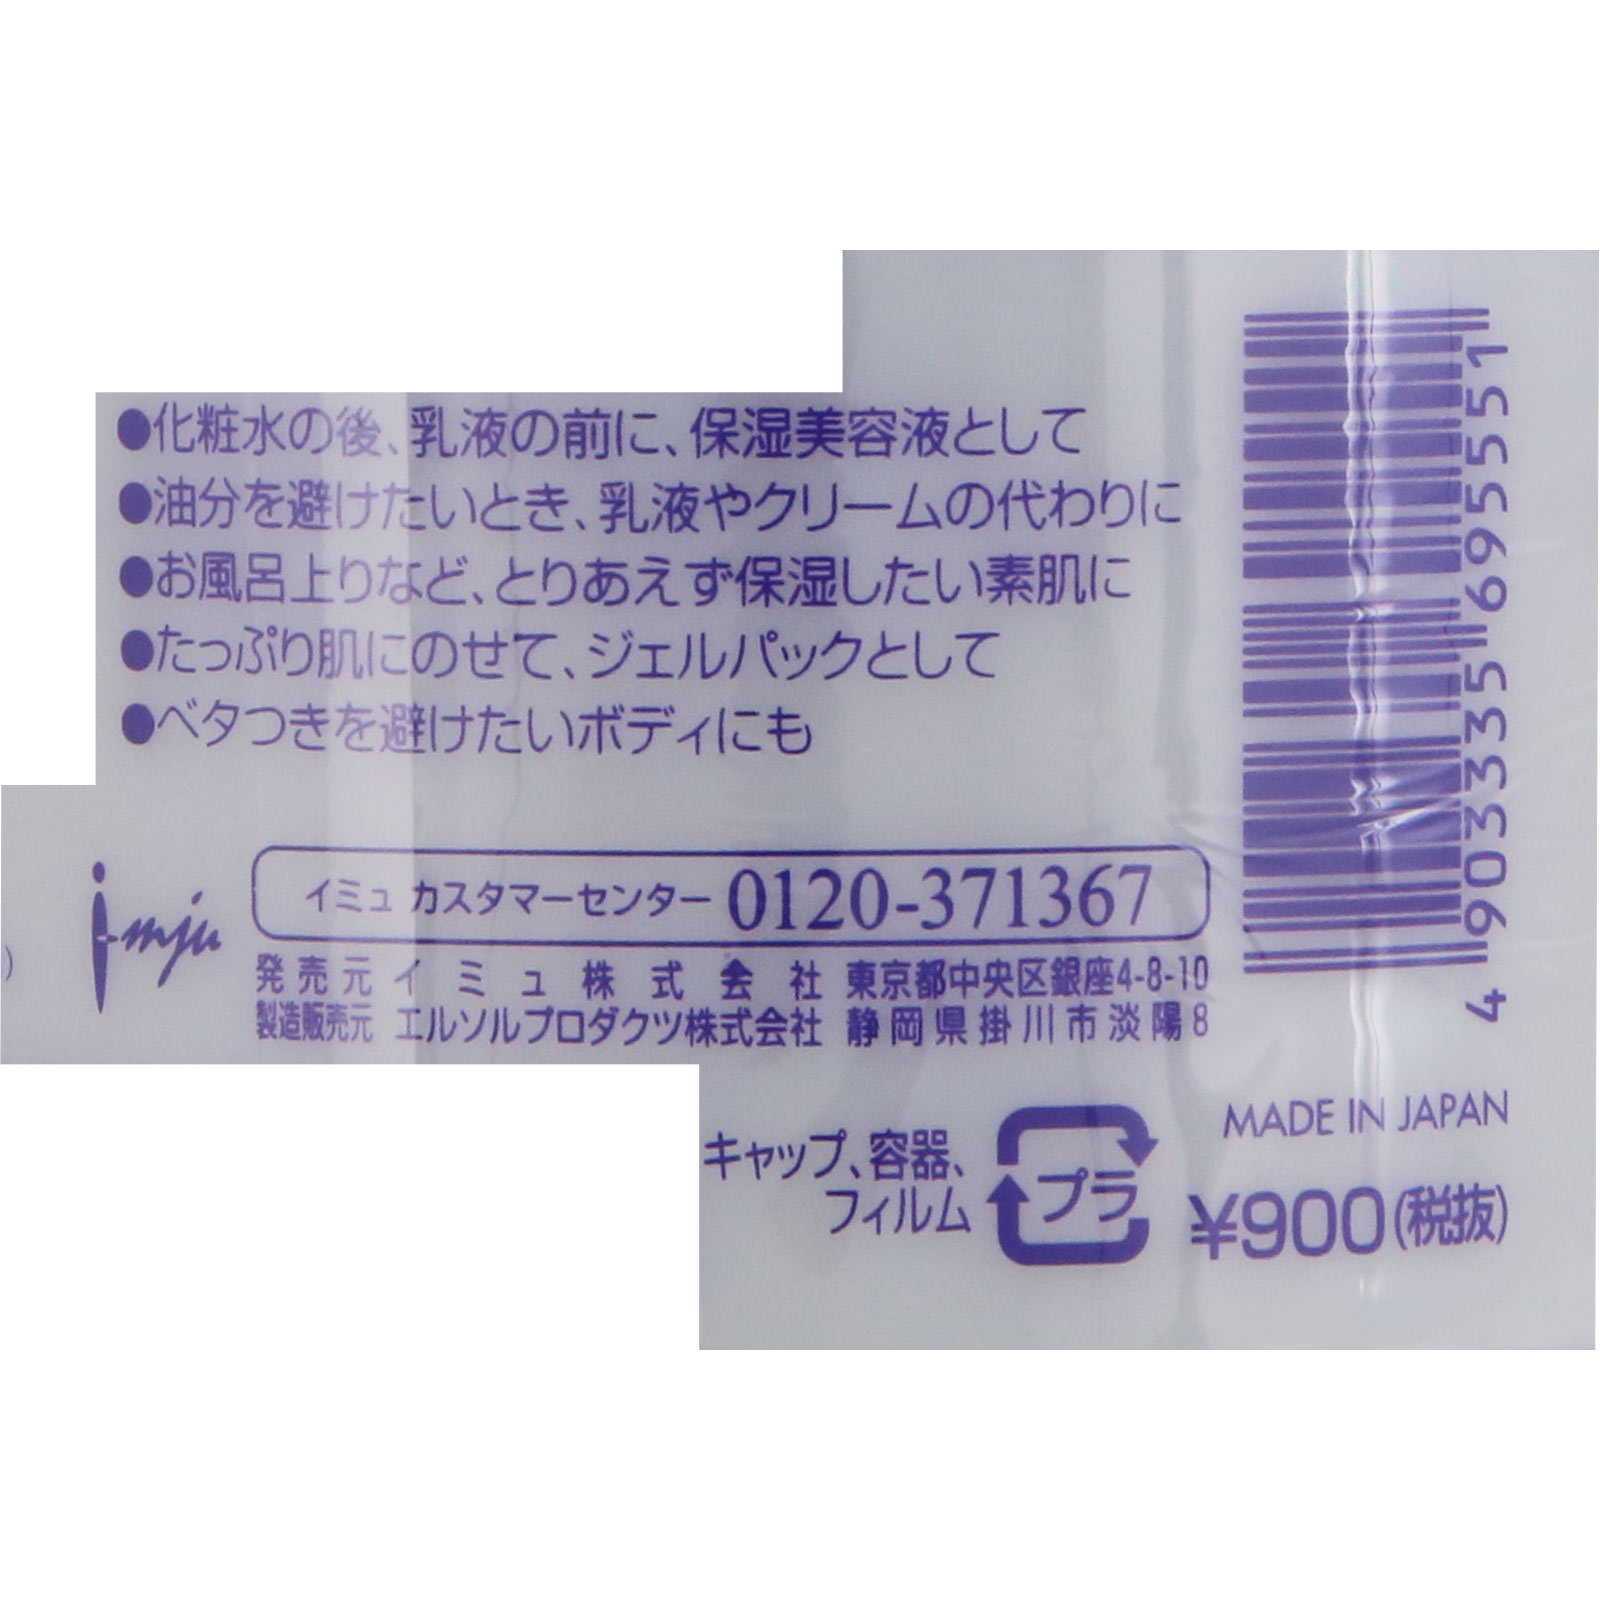 ●化粧水の後、乳液の前に、保湿美容液として
●油分を避けたいとき、乳液やクリームの代わりに
●お風呂上りなど、とりあえず保湿したい素肌に
●たっぷり肌にのせて、ジェルパックとして
●ベタつきを避けたいボディにも
4903335695551
)
i-mju
イミュ カスタマーセンター 0120-371367
発売元 イミュ株式会社 東京都中央区銀座4-8-10
製造販売元 エルソルプロダクツ株式会社 静岡県掛川市淡陽8
MADE IN JAPAN
キャップ、容器、
フィルム
プラ
¥900(税抜)